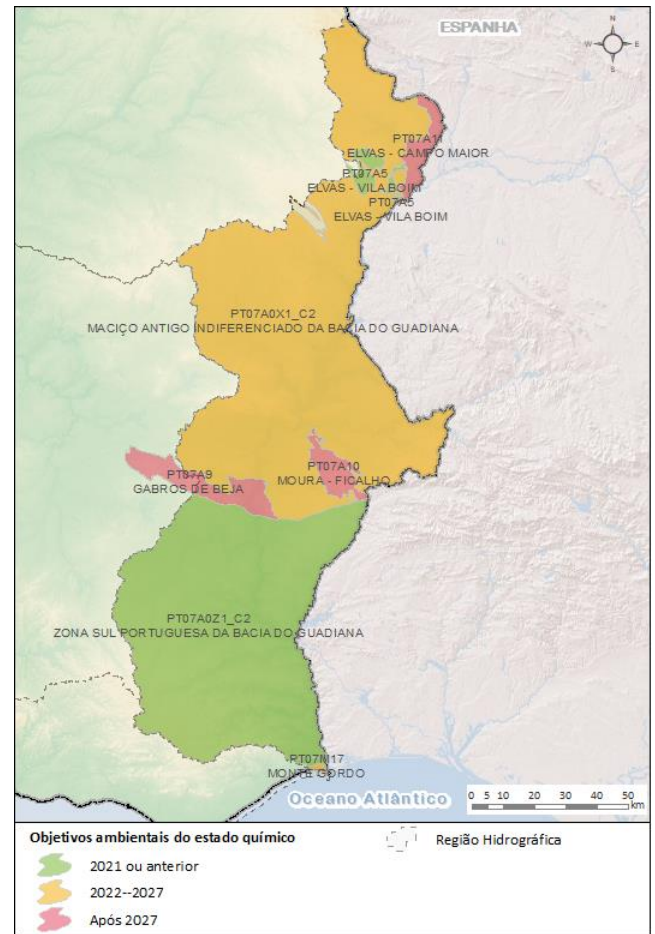 ESPANHA
N
W
E
S
PT07A11
ELVAS - CAMPO MAIOR
PT07A5
ELVAS - VILA BOIM
PT07A5
ELVAS - VILA BOIM
PT07A0X1_C2
MACIÇO ANTIGO INDIFERENCIADO DA BACIA DO GUADIANA
PT07A9
GABROS DE BEJA
PT07A10
MOURA - FICALHO
PT07A0Z1_C2
ZONA SUL PORTUGUESA DA BACIA DO GUADIANA
PT07M17
MONTE GORDO
Oceano Atlântico
0 5 10 20 30 40 50
km
Objetivos ambientais do estado químico
Região Hidrográfica
2021 ou anterior
2022--2027
Após 2027